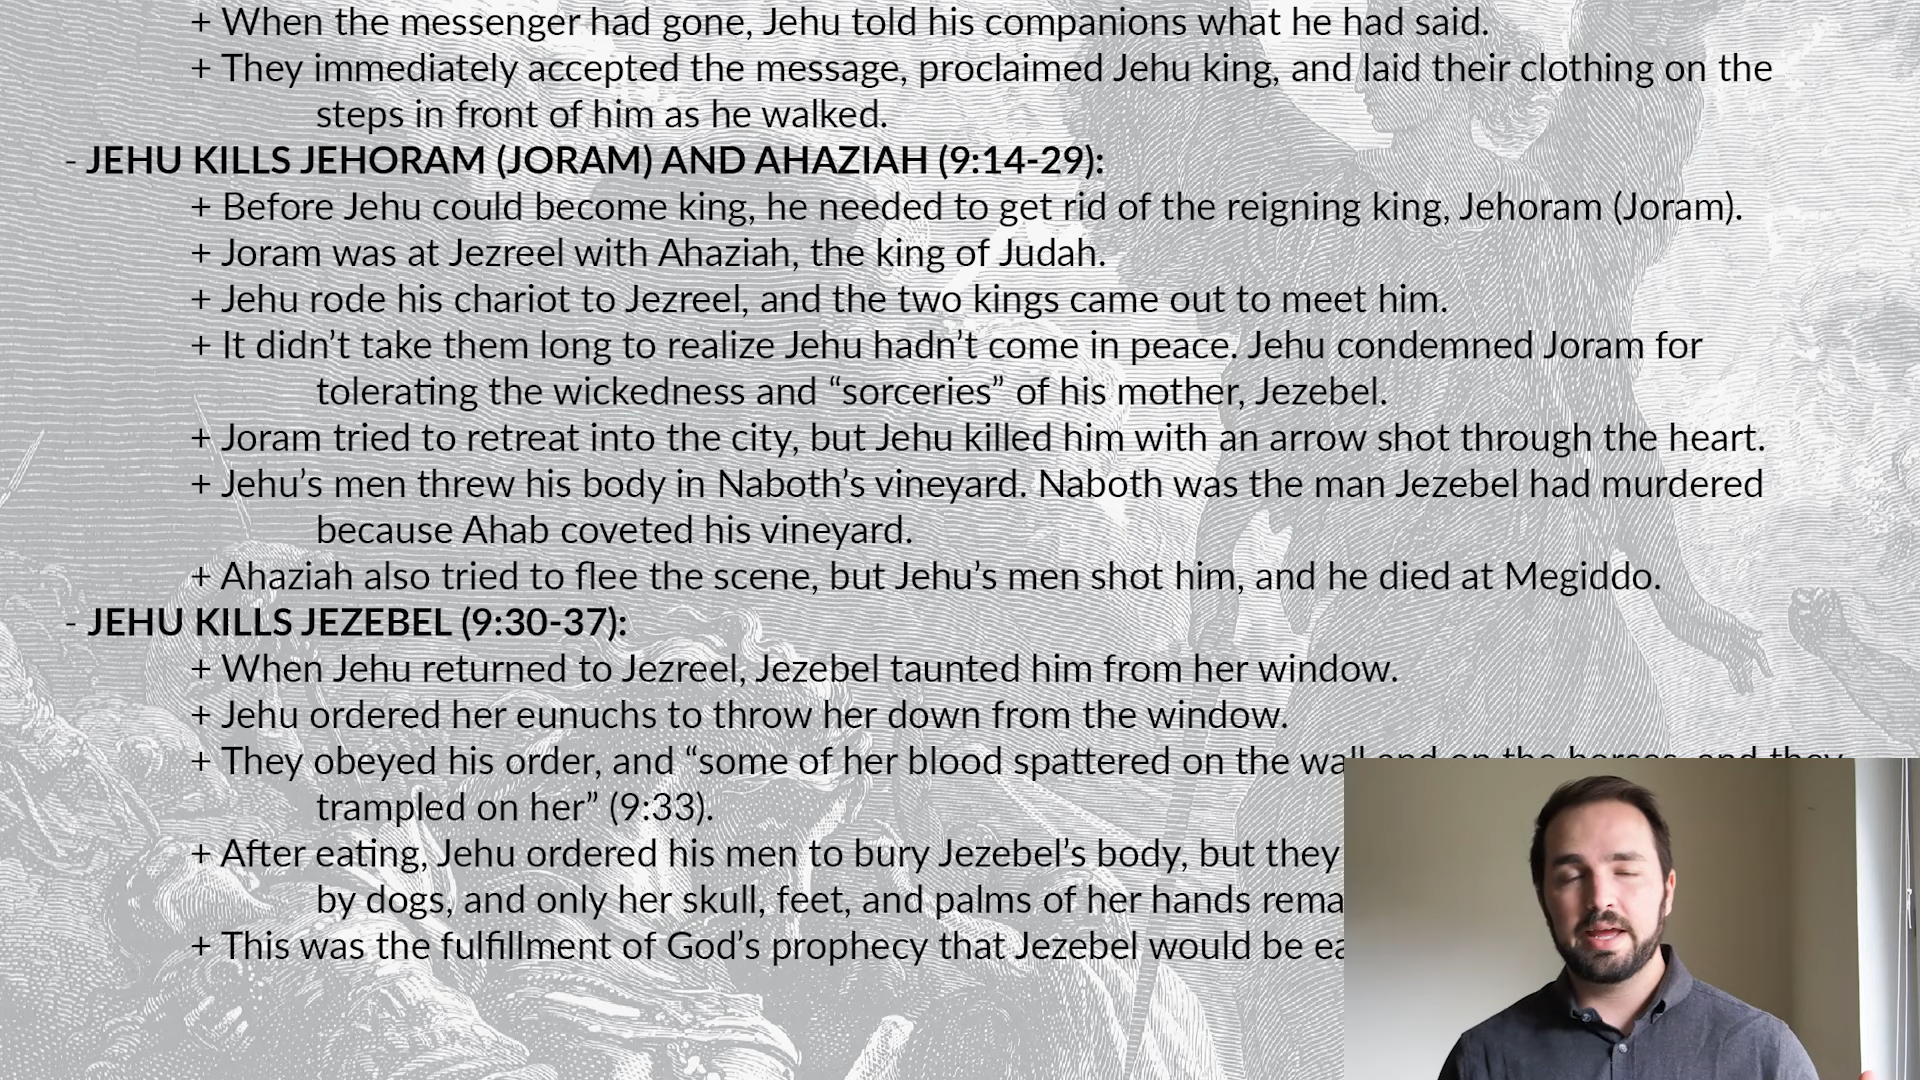 + When the messenger had gone, Jehu told his companions what he had said.
+ They immediately accepted the message, proclaimed Jehu king, and laid their clothing on the
steps in front of him as he walked.
- JEHU KILLS JEHORAM (JORAM) AND AHAZIAH (9:14-29):
+ Before Jehu could become king, he needed to get rid of the reigning king, Jehoram (Joram).
+ Joram was at Jezreel with Ahaziah, the king of Judah.
+ Jehu rode his chariot to Jezreel, and the two kings came out to meet him.
+ It didn’t take them long to realize Jehu hadn’t come in peace. Jehu condemned Joram for
tolerating the wickedness and “sorceries” of his mother, Jezebel.
+ Joram tried to retreat into the city, but Jehu killed him with an arrow shot through the heart.
+ Jehu’s men threw his body in Naboth’s vineyard. Naboth was the man Jezebel had murdered
because Ahab coveted his vineyard.
+ Ahaziah also tried to flee the scene, but Jehu’s men shot him, and he died at Megiddo.
- JEHU KILLS JEZEBEL (9:30-37):
+ When Jehu returned to Jezreel, Jezebel taunted him from her window.
+ Jehu ordered her eunuchs to throw her down from the window.
+ They obeyed his order, and “some of her blood spattered on the wall and on the horses, and they
trampled on her” (9:33).
+ After eating, Jehu ordered his men to bury Jezebel’s body, but they
by dogs, and only her skull, feet, and palms of her hands
+ This was the fulfillment of God’s prophecy that Jezebel would be